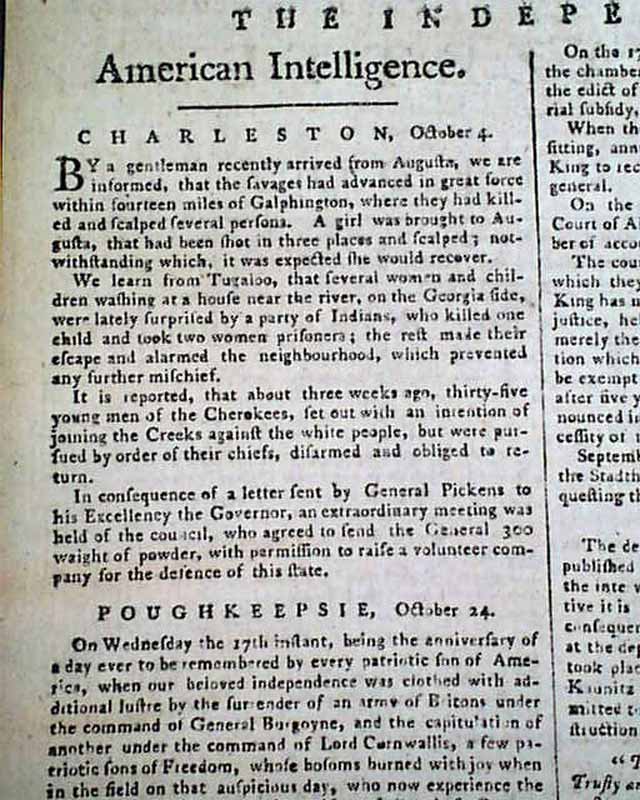 THE INDEPE
American Intelligence.
CHARLESTON, October 4.
BY a gentleman recently arrived from Auguſta, we are
informed, that the ſavages had advanced in great force
within fourteen miles of Galphington, where they had kill-
ed and ſcalped ſeveral perſons. A girl was brought to Au-
guſta, that had been ſhot in three places and ſcalped; not-
withſtanding which, it was expected ſhe would recover.
We learn from Tugaloo, that ſeveral women and chil-
dren waſhing at a houſe near the river, on the Georgia ſide,
were lately ſurpriſed by a party of Indians, who killed one
child and took two women priſoners; the reſt made their
eſcape and alarmed the neighbourhood, which prevented
any further miſchief.
It is reported, that about three weeks ago, thirty-five
young men of the Cherokees, ſet out with an intention of
joining the Creeks againſt the white people, but were pur-
ſued by order of their chiefs, diſarmed and obliged to re-
turn.
In conſequence of a letter ſent by General Pickens to
his Excellency the Governor, an extraordinary meeting was
held of the council, who agreed to ſend the General 300
waight of powder, with permiſſion to raiſe a volunteer com-
pany for the defence of this ſtate.
POUGHKEEPSIE, October 24.
On Wedneſday the 17th inſtant, being the anniverſary of
a day ever to be remembered by every patriotic ſon of Ame-
rica, when our beloved independence was clothed with ad-
ditional luſtre by the ſurrender of an army of Britons under
the command of General Burgoyne, and the capitulation of
another under the command of Lord Cornwallis, a few pa-
triotic ſons of Freedom, whoſe boſoms burned with joy when
in the field on that auſpicious day, who now experience the
On the 17
the chamber
the edict of
rial ſubſidy,
When th
ſitting, ann
King to rec
general.
On the
Court of A
ber of acco
The cou
which they
King has n
juſtice, he
merely the
tion which
be exempt
after five y
nounced i
ceſſity of
Septemb
the Stadth
queſting th
The de
publiſhed
the inte v
tive it is
conſequen
at the dep
took plac
Kaunitz
mitted t
ſtruction
"T
Truſty an